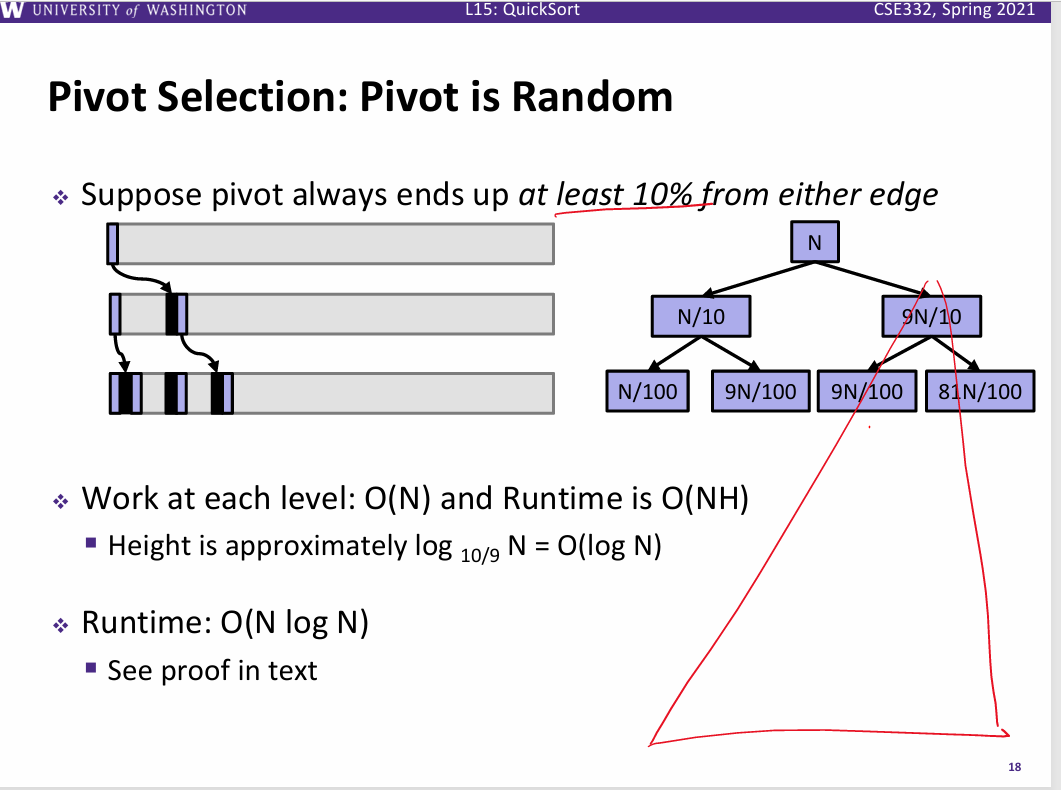 W UNIVERSITY of WASHINGTON L15: QuickSort CSE332, Spring 2021
Pivot Selection: Pivot is Random
❖ Suppose pivot always ends up at least 10% from either edge
N
N/10 9N/10
N/100 9N/100 9N/100 81N/100
❖ Work at each level: O(N) and Runtime is O(NH)
▪ Height is approximately log 10/9 N = O(log N)
❖ Runtime: O(N log N)
▪ See proof in text
18